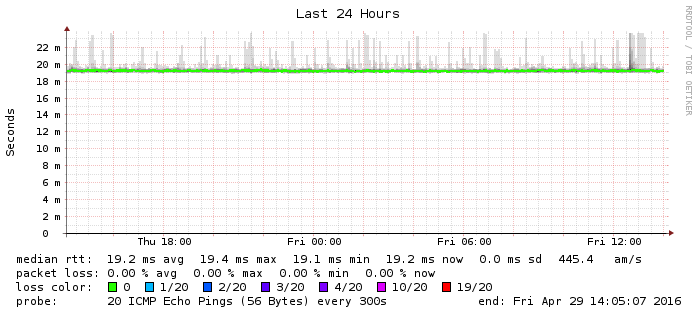 Last 24 Hours
RRDTOOL / TOBI OETIKER
Seconds
22 m
20 m
18 m
16 m
14 m
12 m
10 m
8 m
6 m
4 m
2 m
0
Thu 18:00 Fri 00:00 Fri 06:00 Fri 12:00
median rtt: 19.2 ms avg 19.4 ms max 19.1 ms min 19.2 ms now 0.0 ms sd 445.4 am/s
packet loss: 0.00 % avg 0.00 % max 0.00 % min 0.00 % now
loss color: 0 1/20 2/20 3/20 4/20 10/20 19/20
probe: 20 ICMP Echo Pings (56 Bytes) every 300s end: Fri Apr 29 14:05:07 2016